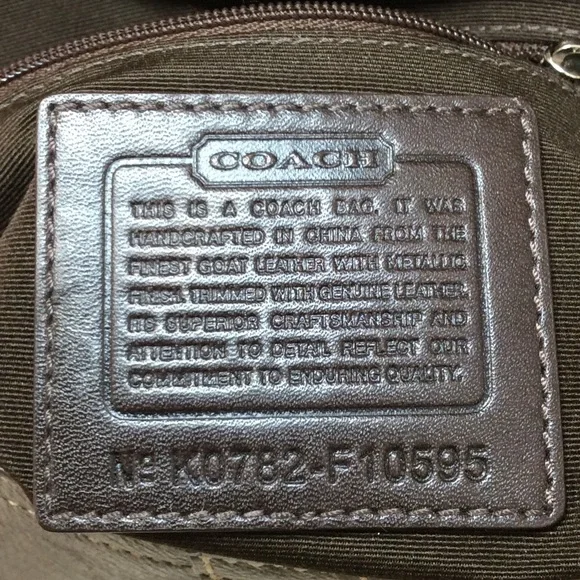 COACH
THIS IS A COACH BAG. IT WAS
HANDCRAFTED IN CHINA FROM THE
FINEST GOAT LEATHER WITH METALLIC
FINISH. TRIMMED WITH GENUINE LEATHER.
ITS SUPERIOR CRAFTSMANSHIP AND
ATTENTION TO DETAIL REFLECT OUR
COMMITMENT TO ENDURING QUALITY.
Nº K0782-F10595